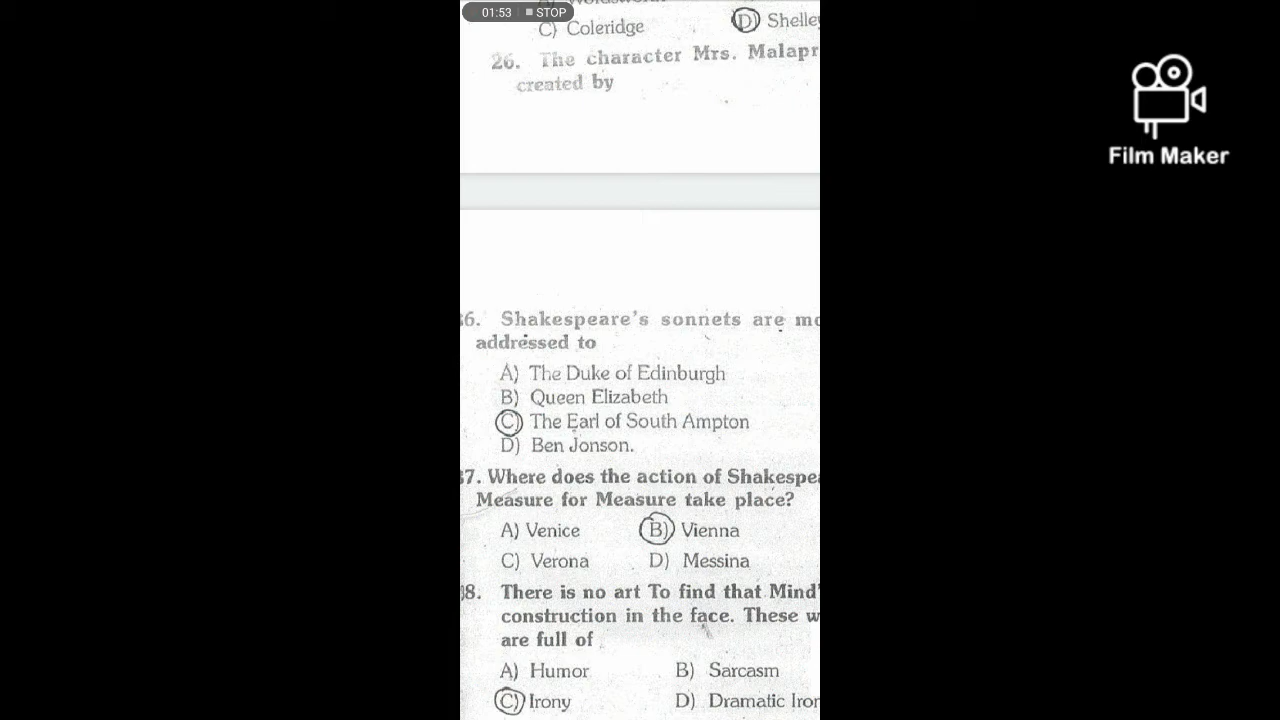 01:53 STOP
C) Coleridge D) Shelley
26. The character Mrs. Malapr
created by
Film Maker
6. Shakespeare's sonnets are mo
addressed to
A) The Duke of Edinburgh
B) Queen Elizabeth
C) The Earl of South Ampton
D) Ben Jonson.
7. Where does the action of Shakespea
Measure for Measure take place?
A) Venice B) Vienna
C) Verona D) Messina
8. There is no art To find that Mind'
construction in the face. These w
are full of
A) Humor B) Sarcasm
C) Irony D) Dramatic Iron